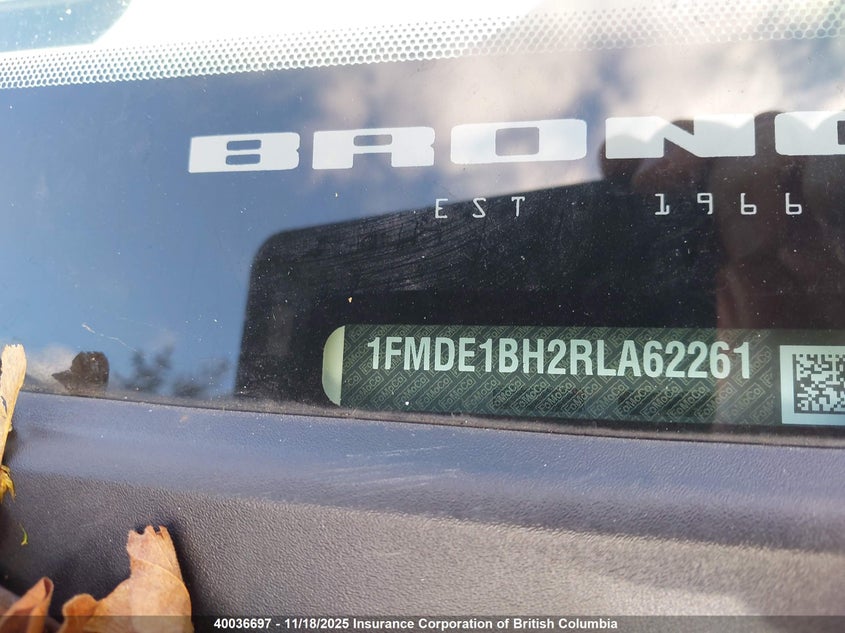 BRONC
EST 1966
1FMDE1BH2RLA62261
40036697 - 11/18/2025 Insurance Corporation of British Columbia